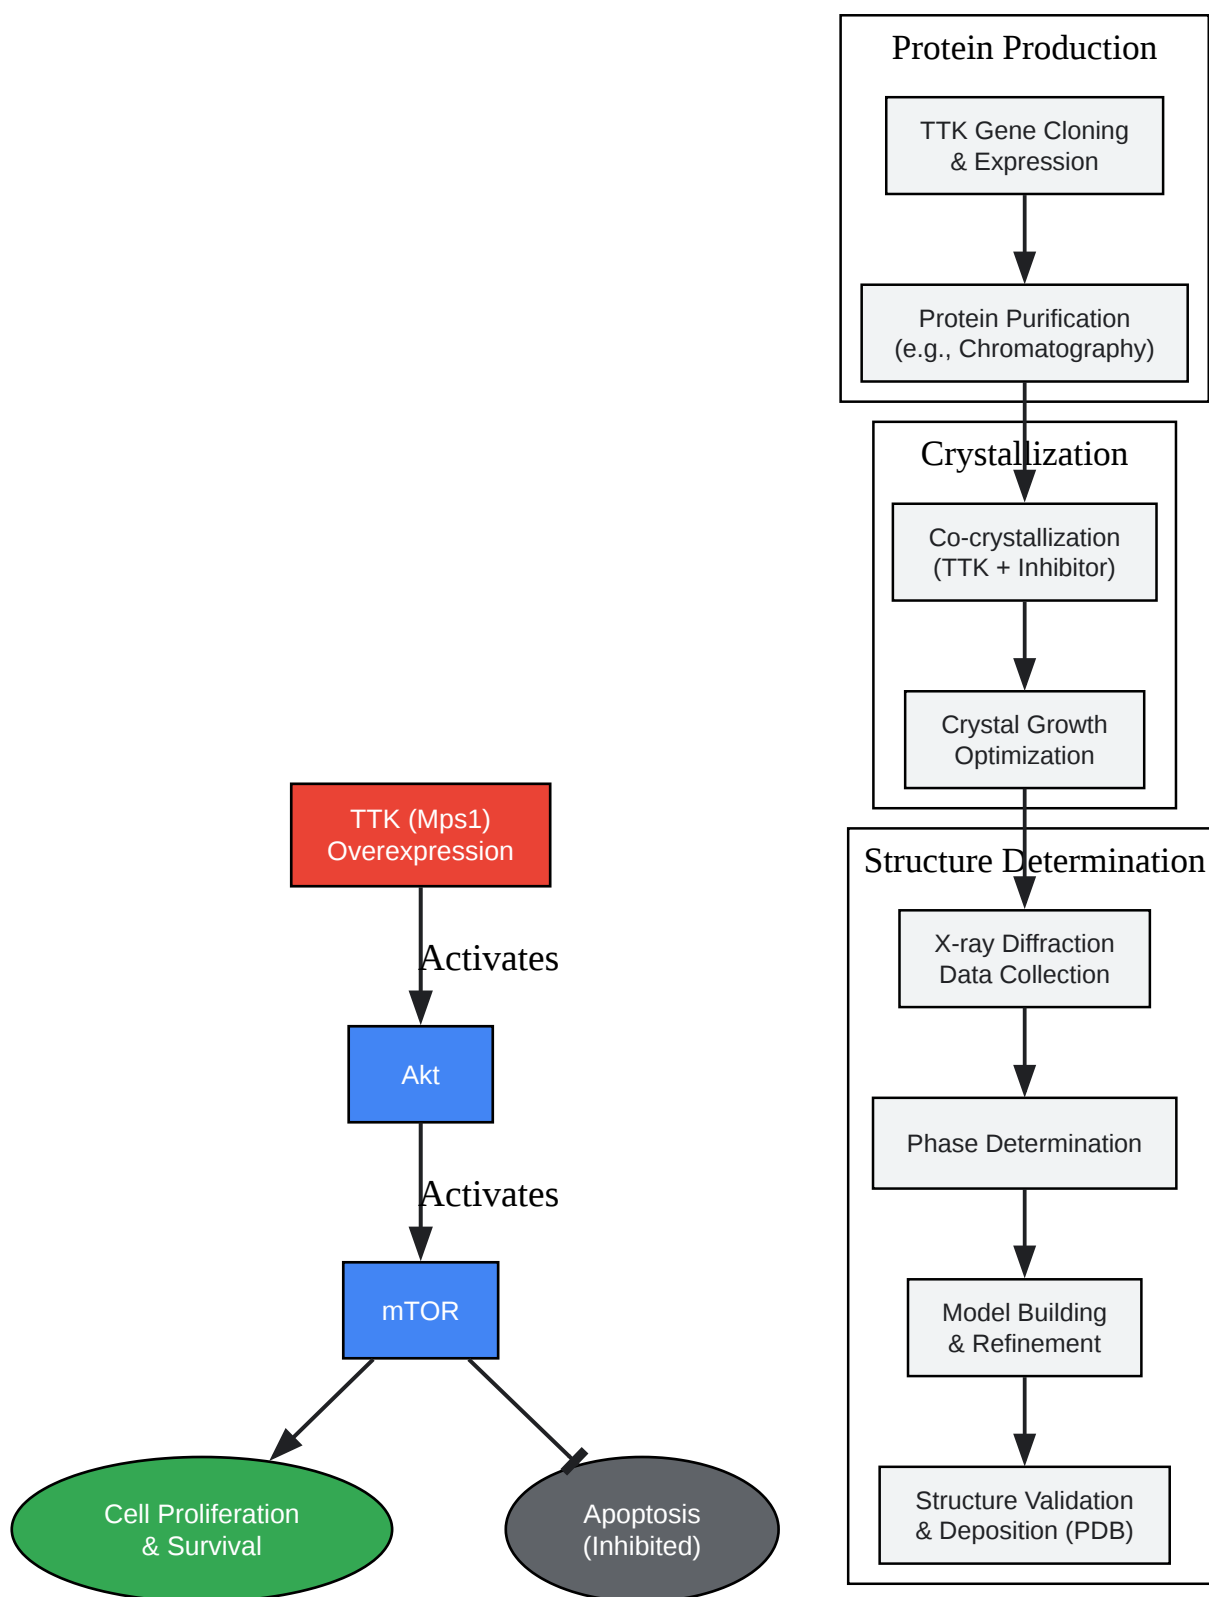 Protein Production
TTK Gene Cloning
& Expression
Protein Purification
(e.g., Chromatography)
Crystallization
Co-crystallization
(TTK + Inhibitor)
Crystal Growth
Optimization
TTK (Mps1)
Overexpression
Activates
Akt
Activates
mTOR
Cell Proliferation
& Survival
Apoptosis
(Inhibited)
Structure Determination
X-ray Diffraction
Data Collection
Phase Determination
Model Building
& Refinement
Structure Validation
& Deposition (PDB)